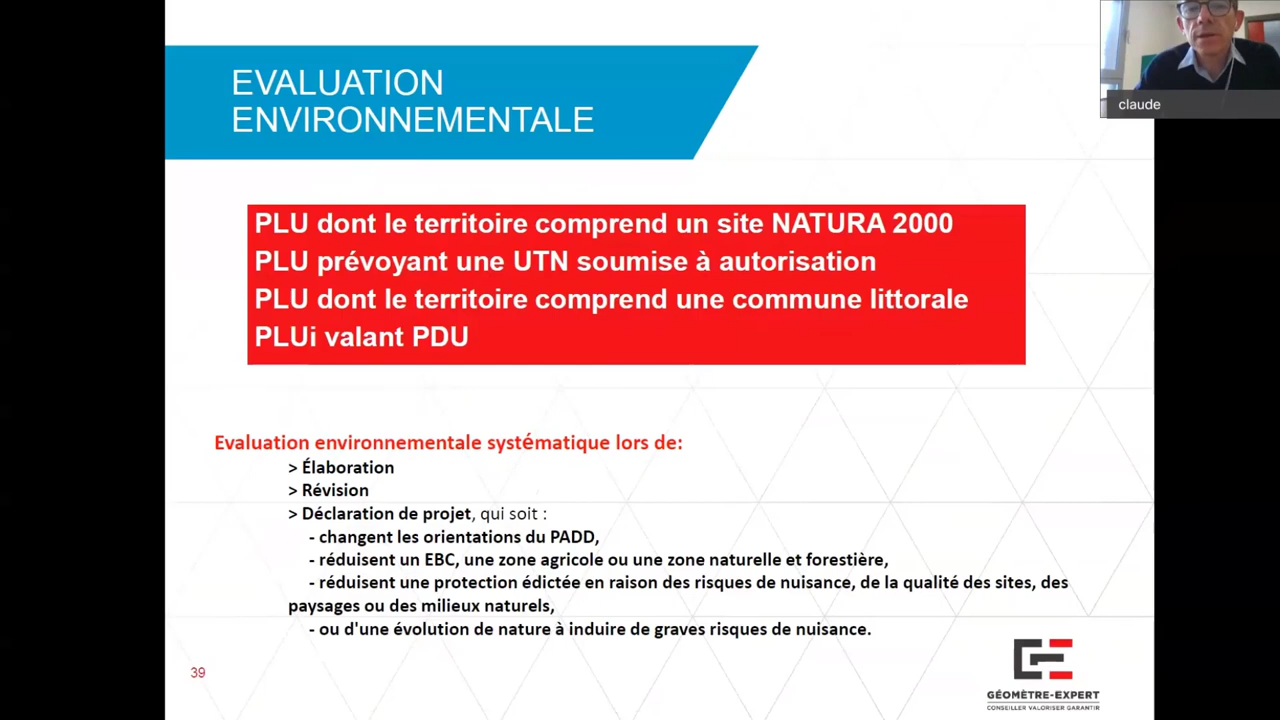 EVALUATION
ENVIRONNEMENTALE
claude
PLU dont le territoire comprend un site NATURA 2000
PLU prévoyant une UTN soumise à autorisation
PLU dont le territoire comprend une commune littorale
PLUi valant PDU
Evaluation environnementale systématique lors de:
> Élaboration
> Révision
> Déclaration de projet, qui soit :
- changent les orientations du PADD,
- réduisent un EBC, une zone agricole ou une zone naturelle et forestière,
- réduisent une protection édictée en raison des risques de nuisance, de la qualité des sites, des
paysages ou des milieux naturels,
- ou d'une évolution de nature à induire de graves risques de nuisance.
39
GÉOMÈTRE-EXPERT
CONSEILLER VALORISER GARANTIR